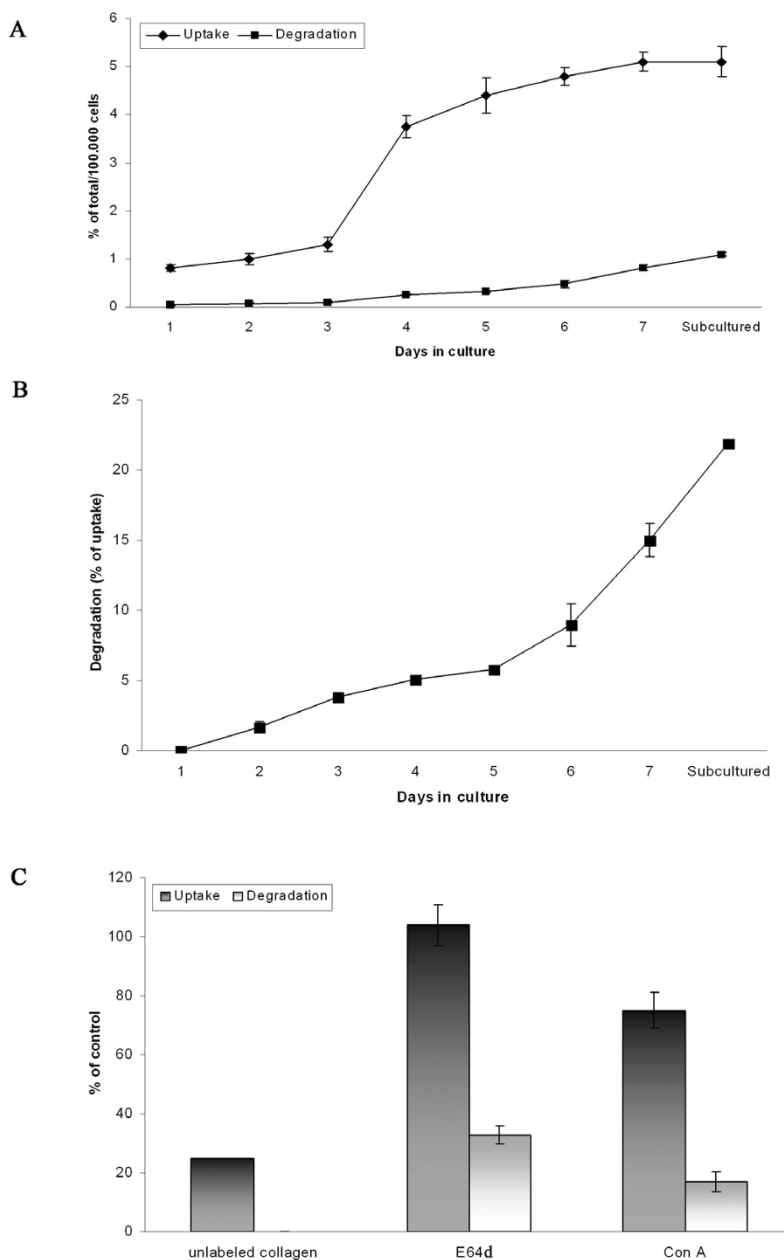 A
Uptake Degradation
6
5
4
3
2
1
0
% of total/100.000 cells
1 2 3 4 5 6 7 Subcultured
Days in culture
B
25
20
15
10
5
0
Degradation (% of uptake)
1 2 3 4 5 6 7 Subcultured
Days in culture
C
Uptake Degradation
120
100
80
60
40
20
0
% of control
unlabeled collagen E64d Con A